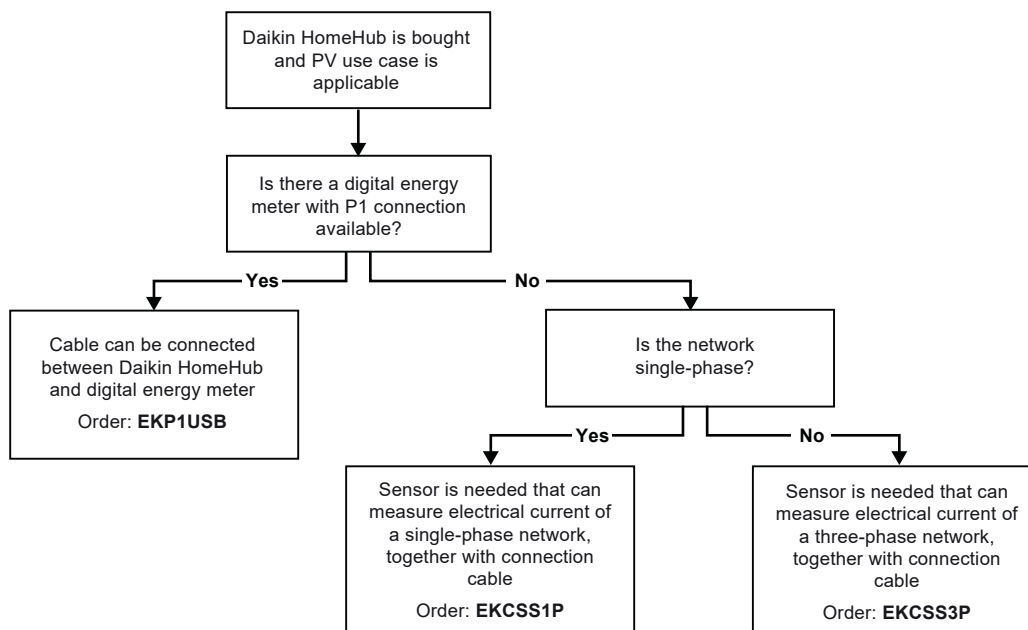 Daikin HomeHub is bought
and PV use case is
applicable
Is there a digital energy
meter with P1 connection
available?
Yes
No
Cable can be connected
between Daikin HomeHub
and digital energy meter
Order: EKP1USB
Is the network
single-phase?
Yes
No
Sensor is needed that can
measure electrical current of
a single-phase network,
together with connection
cable
Order: EKCSS1P
Sensor is needed that can
measure electrical current of
a three-phase network,
together with connection
cable
Order: EKCSS3P